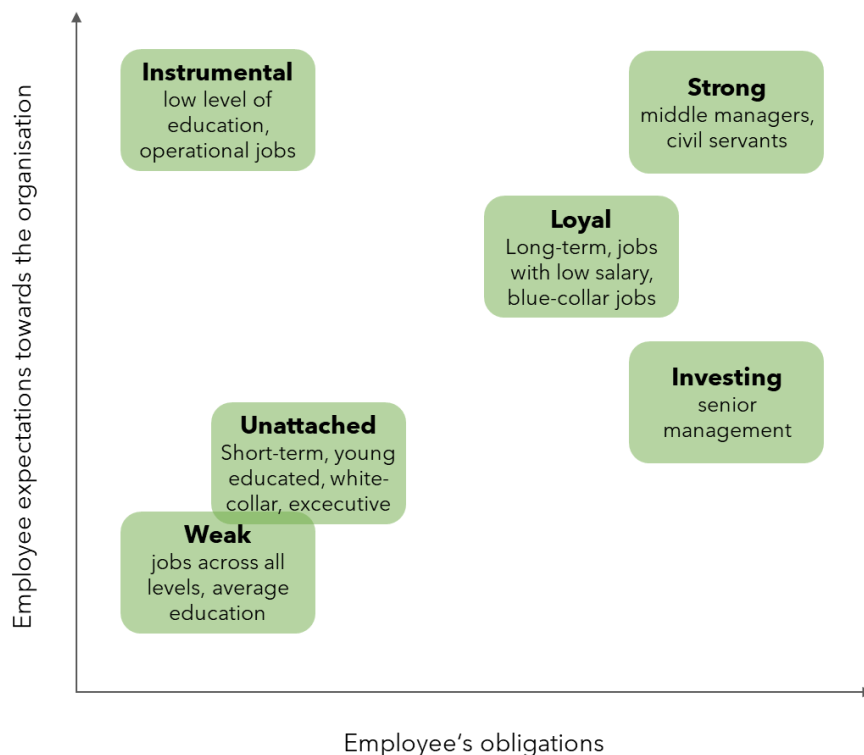 Employee expectations towards the organisation
Instrumental
low level of
education,
operational jobs
Strong
middle managers,
civil servants
Loyal
Long-term, jobs
with low salary,
blue-collar jobs
Investing
senior
management
Unattached
Short-term, young
educated, white-
collar, excecutive
Weak
jobs across all
levels, average
education
Employee's obligations